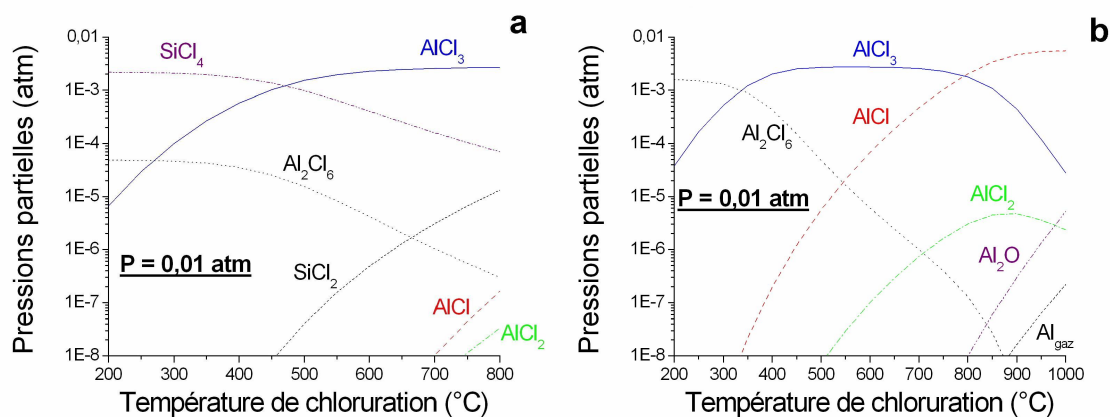 a
Pressions partielles (atm)
0,01
1E-3
1E-4
1E-5
1E-6
1E-7
1E-8
SiCl4
AlCl3
Al2Cl6
P = 0,01 atm
SiCl2
AlCl
AlCl2
200 300 400 500 600 700 800
Température de chloruration (°C)
b
Pressions partielles (atm)
0,01
1E-3
1E-4
1E-5
1E-6
1E-7
1E-8
AlCl3
AlCl
Al2Cl6
P = 0,01 atm
AlCl2
Al2O
Algaz
200 300 400 500 600 700 800 900 1000
Température de chloruration (°C)